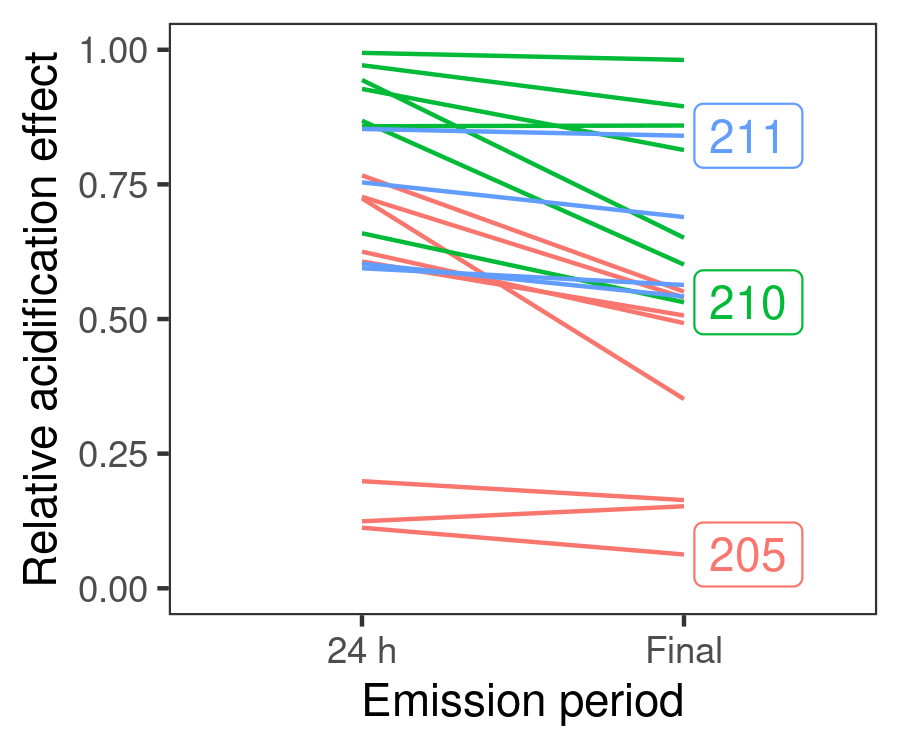 Relative acidification effect
1.00
0.75
0.50
0.25
0.00
211
210
205
24 h
Final
Emission period